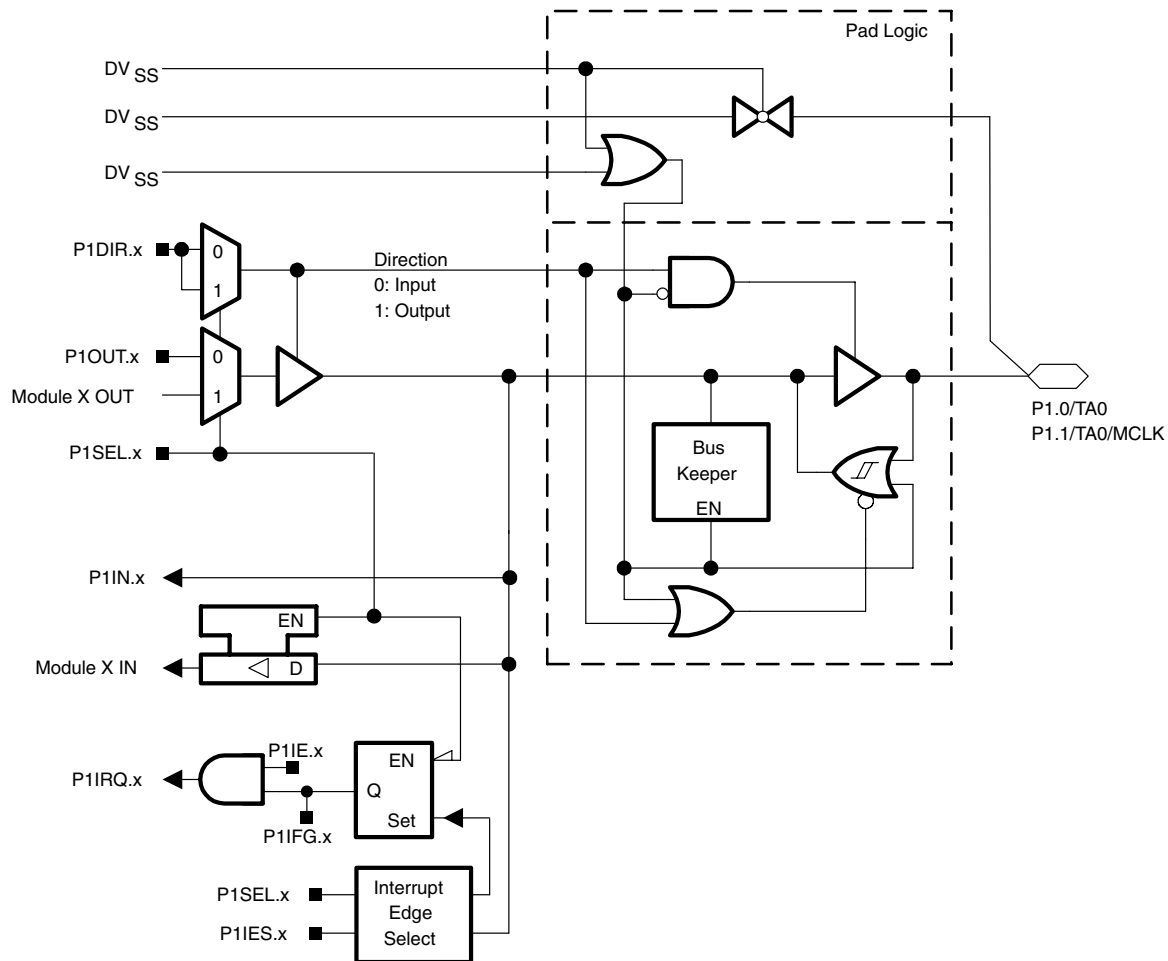 Pad Logic
DVSS
DVSS
DVSS
P1DIR.x
0
1
Direction
0: Input
1: Output
P1OUT.x
0
Module X OUT
1
P1.0/TA0
P1.1/TA0/MCLK
P1SEL.x
Bus
Keeper
EN
P1IN.x
EN
Module X IN
D
P1IE.x
EN
P1IRQ.x
Q
Set
P1IFG.x
P1SEL.x
Interrupt
Edge
Select
P1IES.x